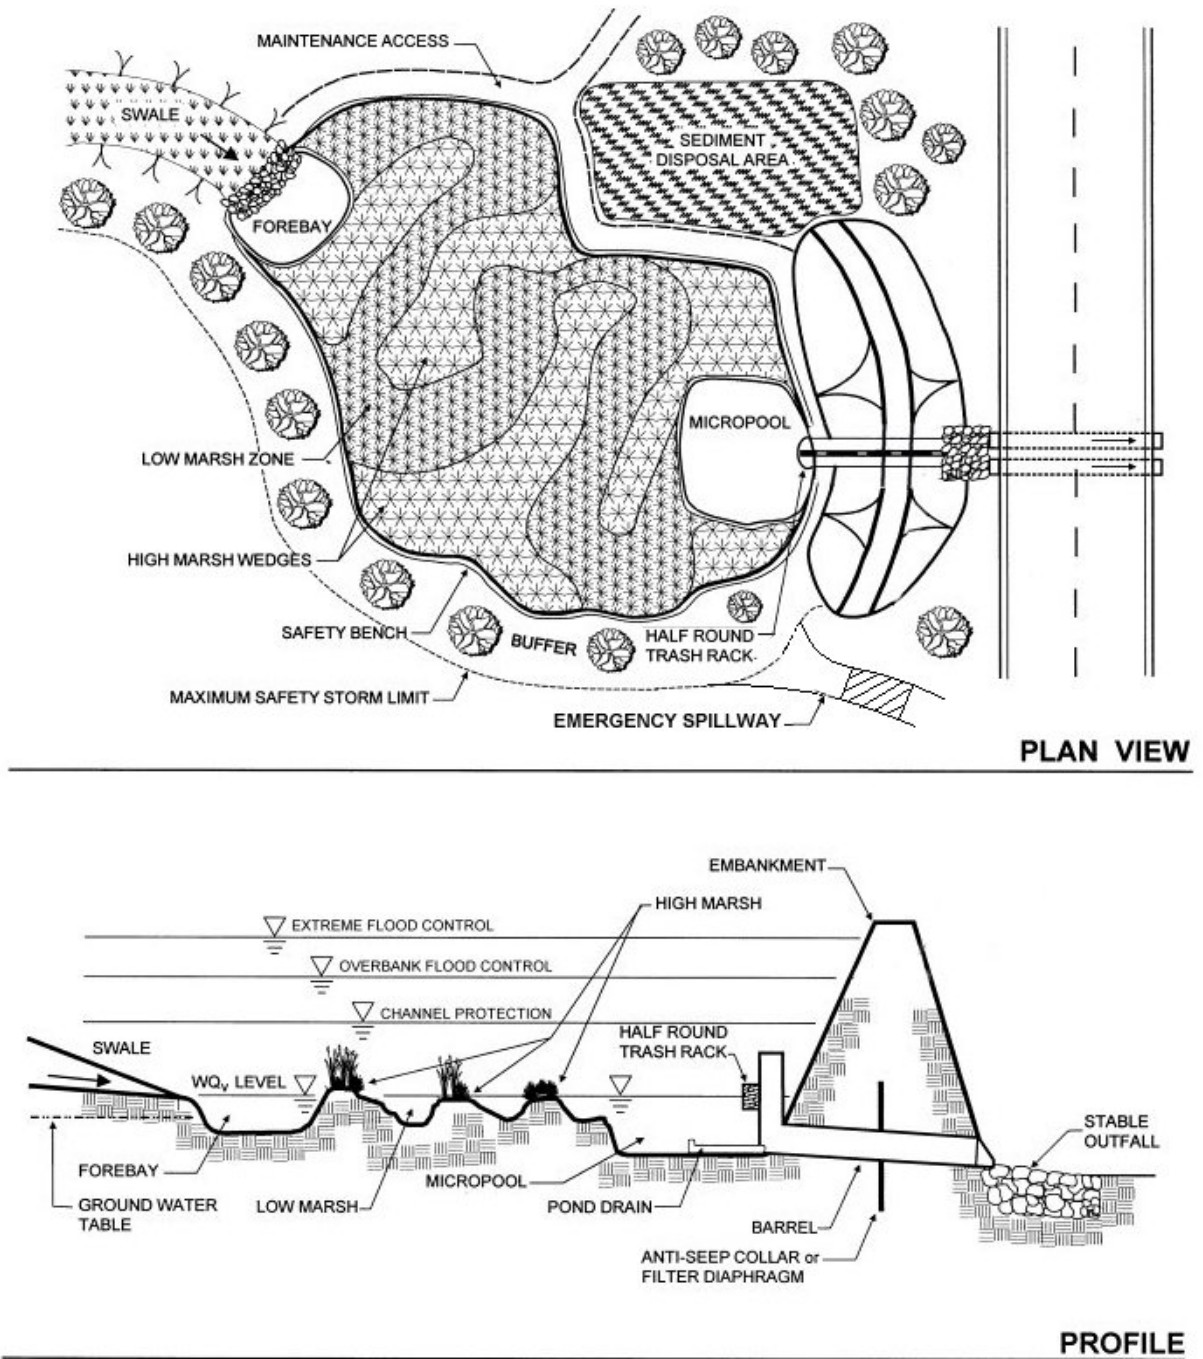 MAINTENANCE ACCESS
SWALE
SEDIMENT
DISPOSAL AREA
FOREBAY
MICROPOOL
LOW MARSH ZONE
HIGH MARSH WEDGES
SAFETY BENCH
BUFFER
HALF ROUND
TRASH RACK
MAXIMUM SAFETY STORM LIMIT
EMERGENCY SPILLWAY
PLAN VIEW
EMBANKMENT
HIGH MARSH
EXTREME FLOOD CONTROL
OVERBANK FLOOD CONTROL
CHANNEL PROTECTION
HALF ROUND
TRASH RACK
SWALE
WQv LEVEL
STABLE
OUTFALL
FOREBAY
MICROPOOL
GROUND WATER
TABLE
LOW MARSH
POND DRAIN
BARREL
ANTI-SEEP COLLAR or
FILTER DIAPHRAGM
PROFILE